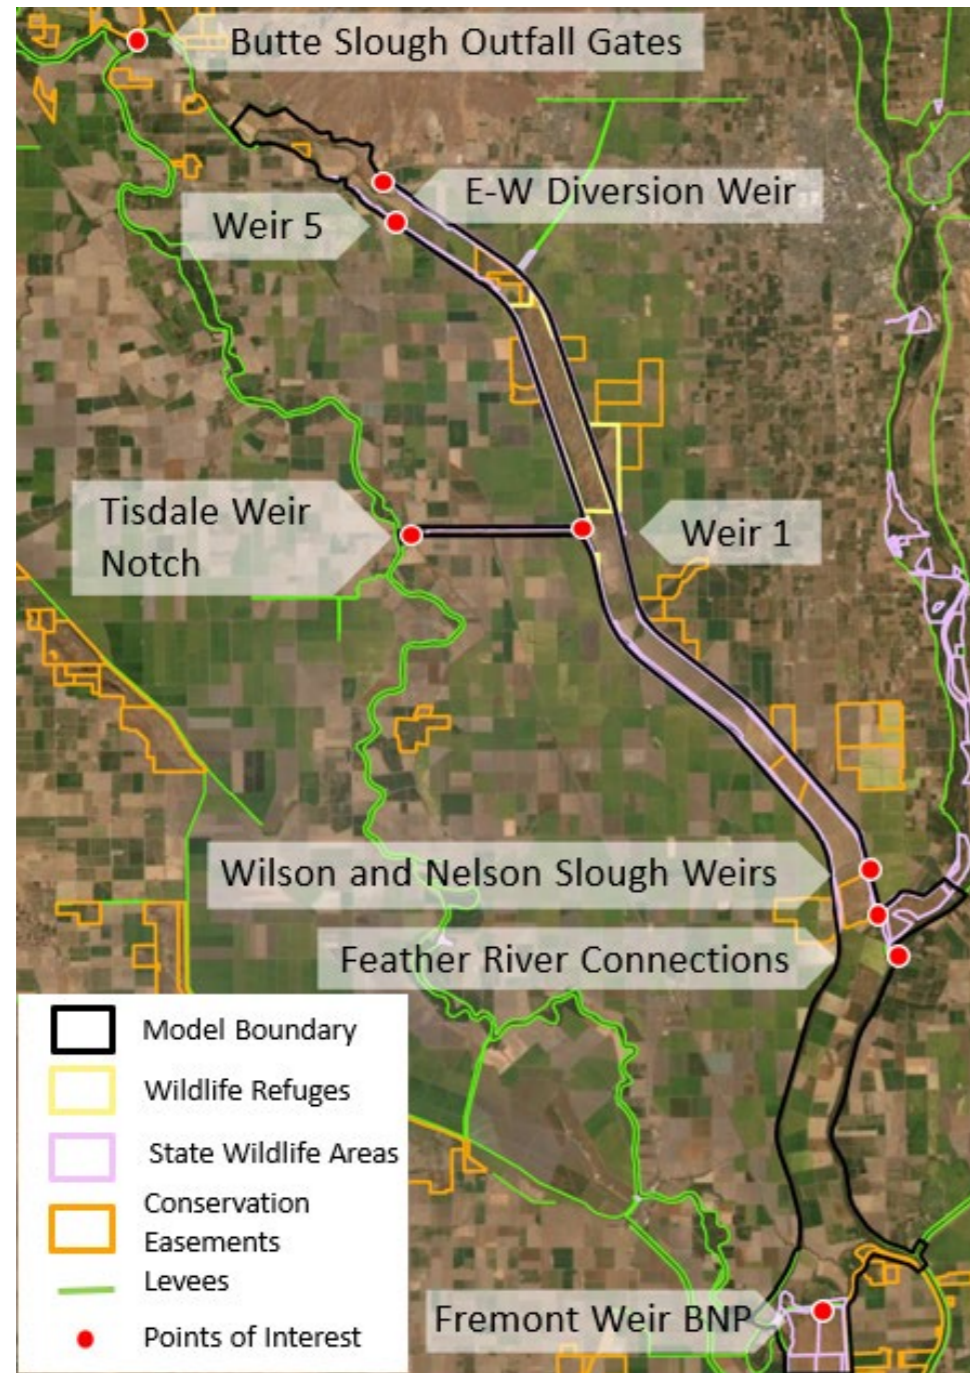 Butte Slough Outfall Gates
E-W Diversion Weir
Weir 5
Tisdale Weir
Notch
Weir 1
Wilson and Nelson Slough Weirs
Feather River Connections
Model Boundary
Wildlife Refuges
State Wildlife Areas
Conservation
Easements
Levees
Points of Interest
Fremont Weir BNP